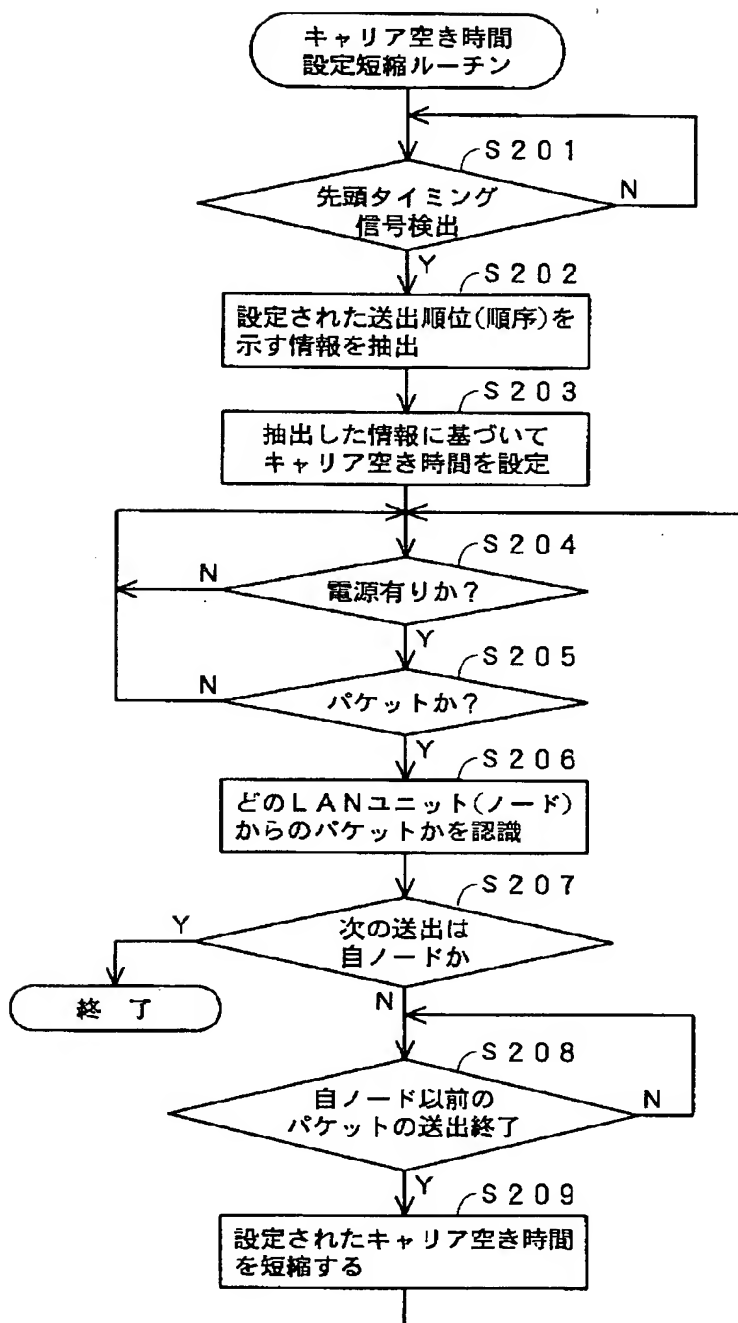 キャリア空き時間
設定短縮ルーチン
S201
先頭タイミング
信号検出
N
Y
S202
設定された送出順位(順序)を
示す情報を抽出
S203
抽出した情報に基づいて
キャリア空き時間を設定
S204
N
電源有りか?
Y
S205
N
パケットか?
Y
S206
どのLANユニット(ノード)
からのパケットかを認識
S207
Y
次の送出は
自ノードか
終 了
N
S208
自ノード以前の
パケットの送出終了
N
Y
S209
設定されたキャリア空き時間
を短縮する